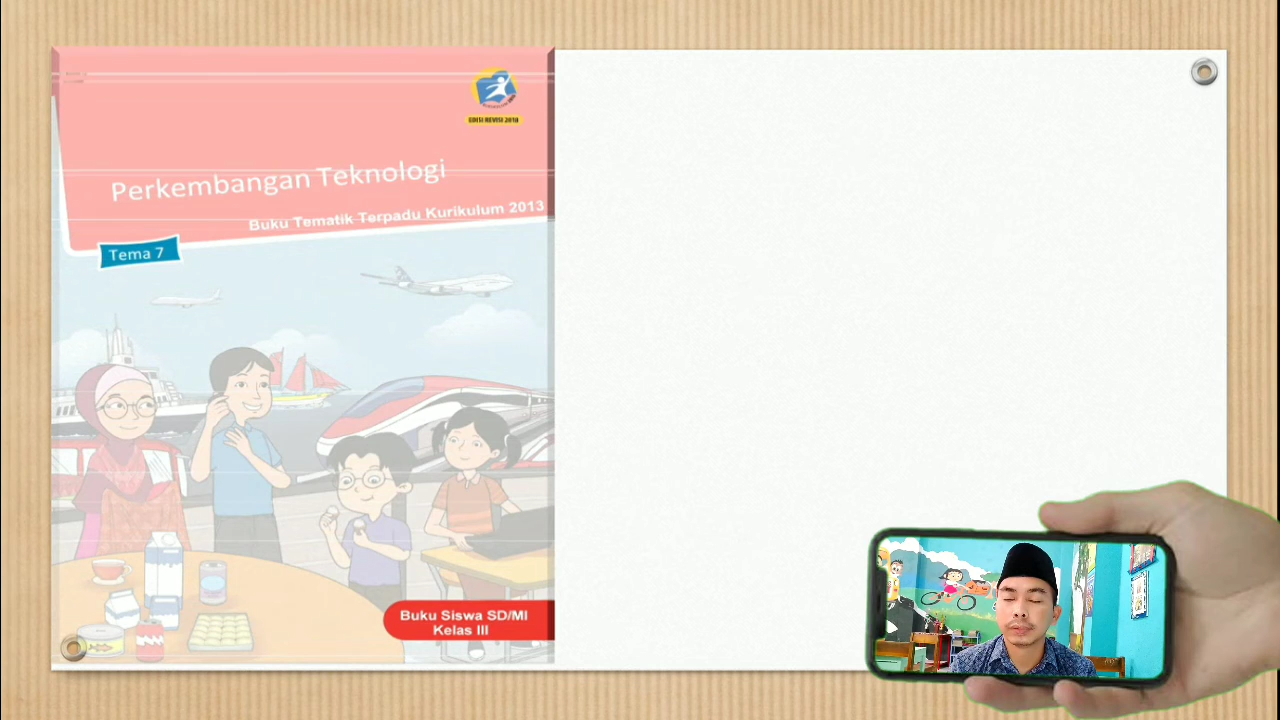 EDISI REVISI 2018
Perkembangan Teknologi
Buku Tematik Terpadu Kurikulum 2013
Tema 7
Buku Siswa SD/MI
Kelas III